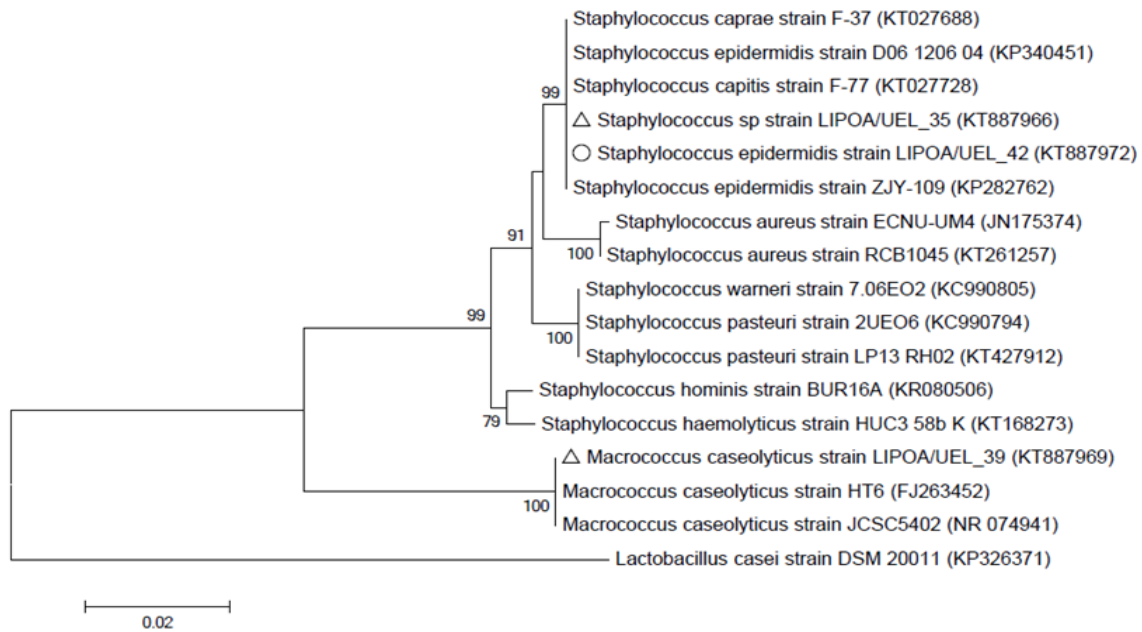 Staphylococcus caprae strain F-37 (KT027688)
Staphylococcus epidermidis strain D06 1206 04 (KP340451)
Staphylococcus capitis strain F-77 (KT027728)
99
Staphylococcus sp strain LIPOA/UEL_35 (KT887966)
Staphylococcus epidermidis strain LIPOA/UEL_42 (KT887972)
Staphylococcus epidermidis strain ZJY-109 (KP282762)
Staphylococcus aureus strain ECNU-UM4 (JN175374)
91
100
Staphylococcus aureus strain RCB1045 (KT261257)
Staphylococcus warneri strain 7.06EO2 (KC990805)
99
Staphylococcus pasteuri strain 2UEO6 (KC990794)
100
Staphylococcus pasteuri strain LP13 RH02 (KT427912)
Staphylococcus hominis strain BUR16A (KR080506)
79
Staphylococcus haemolyticus strain HUC3 58b K (KT168273)
Macrococcus caseolyticus strain LIPOA/UEL_39 (KT887969)
Macrococcus caseolyticus strain HT6 (FJ263452)
100
Macrococcus caseolyticus strain JCSC5402 (NR 074941)
Lactobacillus casei strain DSM 20011 (KP326371)
0.02